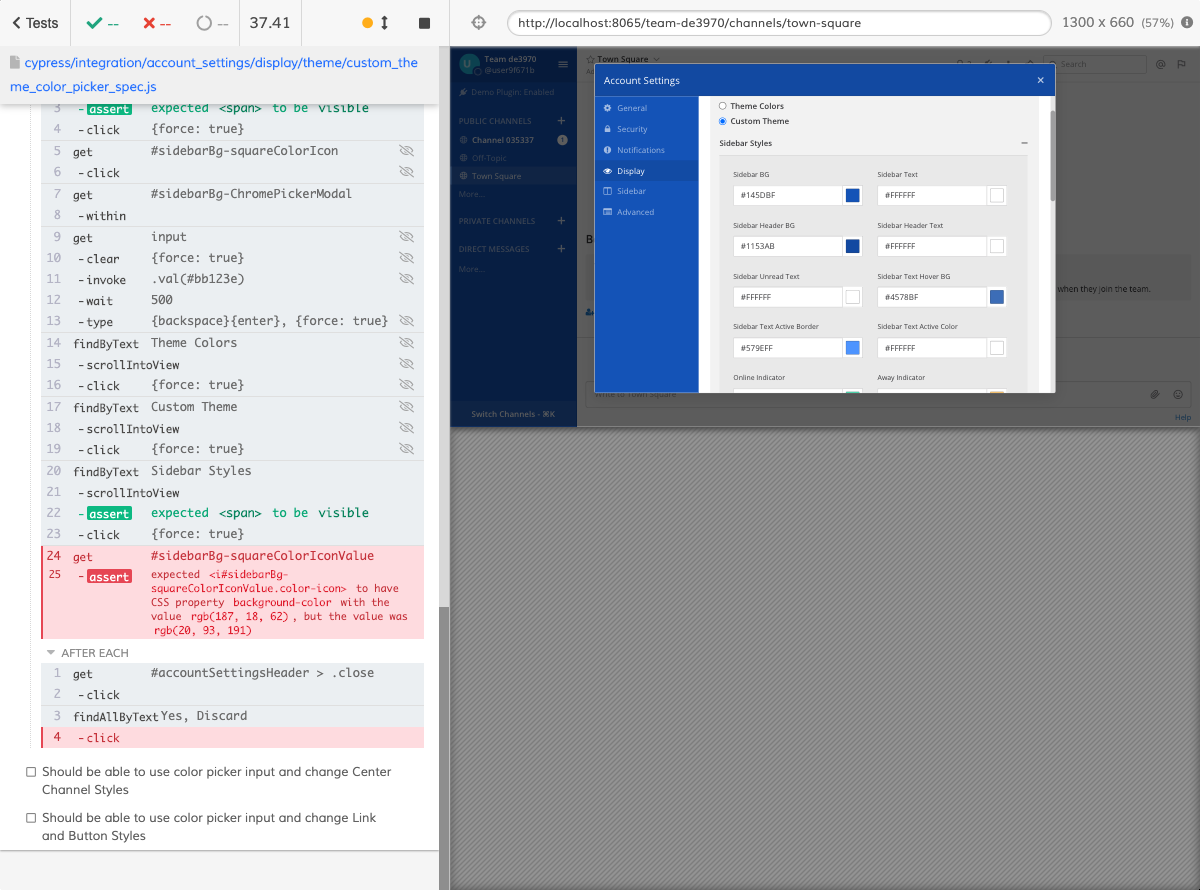 Tests
--
--
--
37.41
http://localhost:8065/team-de3970/channels/town-square
1300 x 660 (57%)
cypress/integration/account_settings/display/theme/custom_the
me_color_picker_spec.js
3 - assert expected <span> to be visible
4 - click {force: true}
5 get #sidebarBg-squareColorIcon
6 - click
7 get #sidebarBg-ChromePickerModal
8 - within
9 get input
10 - clear {force: true}
11 - invoke .val(#bb123e)
12 - wait 500
13 - type {backspace}{enter}, {force: true}
14 findByText Theme Colors
15 - scrollIntoView
16 - click {force: true}
17 findByText Custom Theme
18 - scrollIntoView
19 - click {force: true}
20 findByText Sidebar Styles
21 - scrollIntoView
22 - assert expected <span> to be visible
23 - click {force: true}
24 get #sidebarBg-squareColorIconValue
25 - assert expected <i#sidebarBg-
squareColorIconValue.color-icon> to have
CSS property background-color with the
value rgb(187, 18, 62), but the value was
rgb(20, 93, 191)
AFTER EACH
1 get #accountSettingsHeader > .close
2 - click
3 findAllByText Yes, Discard
4 - click
Should be able to use color picker input and change Center
Channel Styles
Should be able to use color picker input and change Link
and Button Styles
U
Team de3970
@user9f671b
Demo Plugin: Enabled
PUBLIC CHANNELS +
Channel 035337 1
Off-Topic
Town Square
More...
PRIVATE CHANNELS +
DIRECT MESSAGES +
More...
Switch Channels - ⌘K
Town Square
Search
@
when they join the team.
Write to Town Square
Help
Account Settings ×
General
Security
Notifications
Display
Sidebar
Advanced
Theme Colors
Custom Theme
Sidebar Styles
Sidebar BG Sidebar Text
#145DBF #FFFFFF
Sidebar Header BG Sidebar Header Text
#1153AB #FFFFFF
Sidebar Unread Text Sidebar Text Hover BG
#FFFFFF #4578BF
Sidebar Text Active Border Sidebar Text Active Color
#579EFF #FFFFFF
Online Indicator Away Indicator